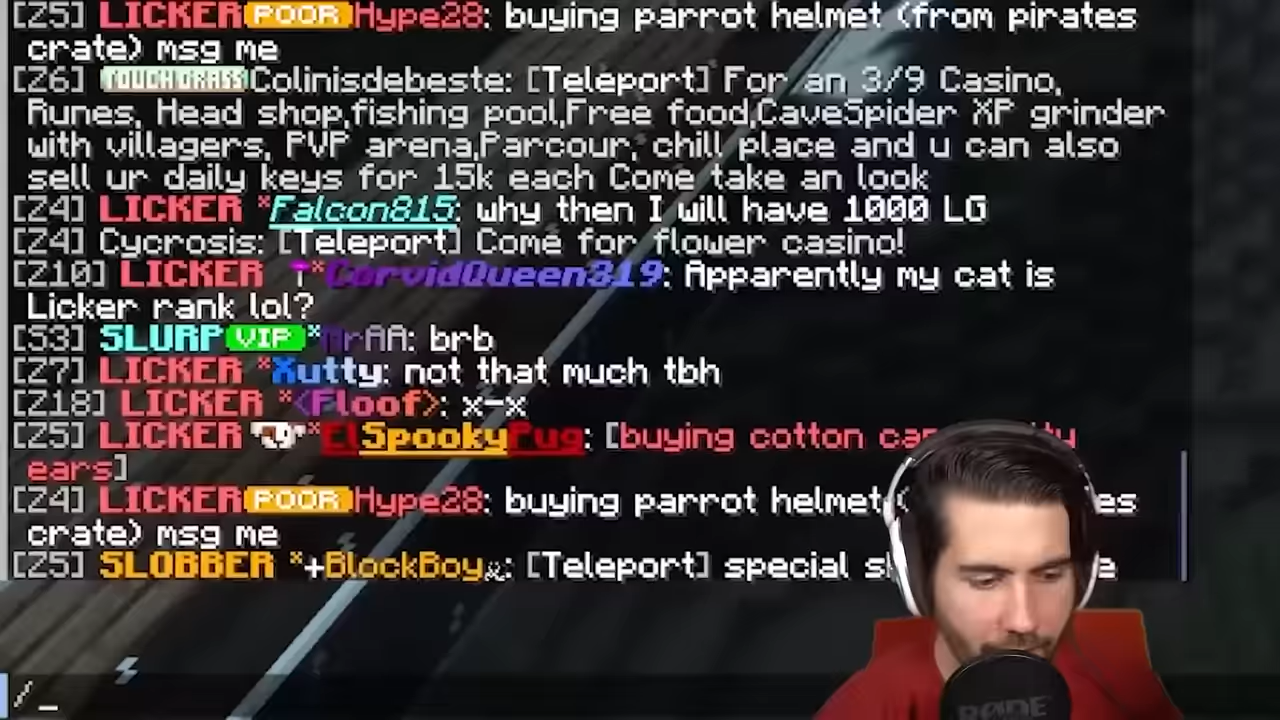 [Z5] LICKER POOR Hype28: buying parrot helmet (from pirates
crate) msg me
[Z6] TOUCH GRASS Colinisdebeste: [Teleport] For an 3/9 Casino,
Runes, Head shop,fishing pool,Free food,CaveSpider XP grinder
with villagers, PVP arena,Parcour, chill place and u can also
sell ur daily keys for 15k each Come take an look
[Z4] LICKER *Falcon815: why then I will have 1000 LG
[Z4] Cycrosis: [Teleport] Come for flower casino!
[Z10] LICKER *CorvidQueen319: Apparently my cat is
Licker rank lol?
[S3] SLURP VIP *MrAA: brb
[Z7] LICKER *Xutty: not that much tbh
[Z18] LICKER *<Floof>: x-x
[Z5] LICKER *ElSpookyPug: [buying cotton
ears]
[Z4] LICKER POOR Hype28: buying parrot helmet
crate) msg me
[Z5] SLOBBER *+BlockBoy: [Teleport] special
/_
RØDE